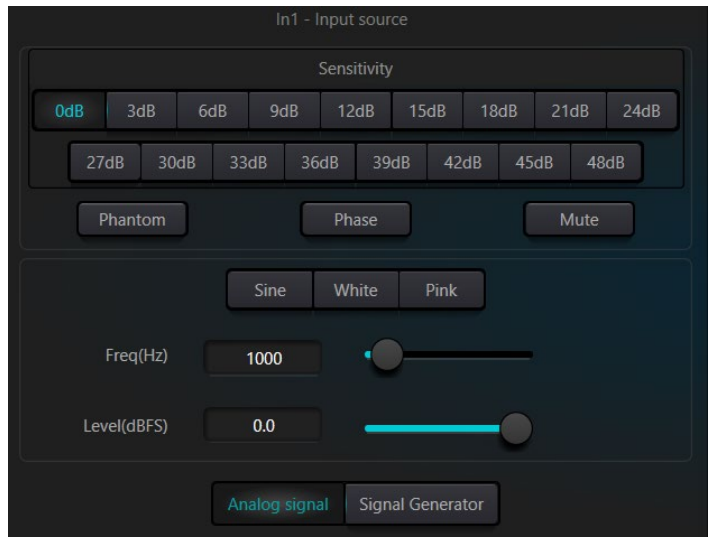 In1 - Input source
Sensitivity
0dB 3dB 6dB 9dB 12dB 15dB 18dB 21dB 24dB
27dB 30dB 33dB 36dB 39dB 42dB 45dB 48dB
Phantom Phase Mute
Sine White Pink
Freq(Hz) 1000
Level(dBFS) 0.0
Analog signal Signal Generator